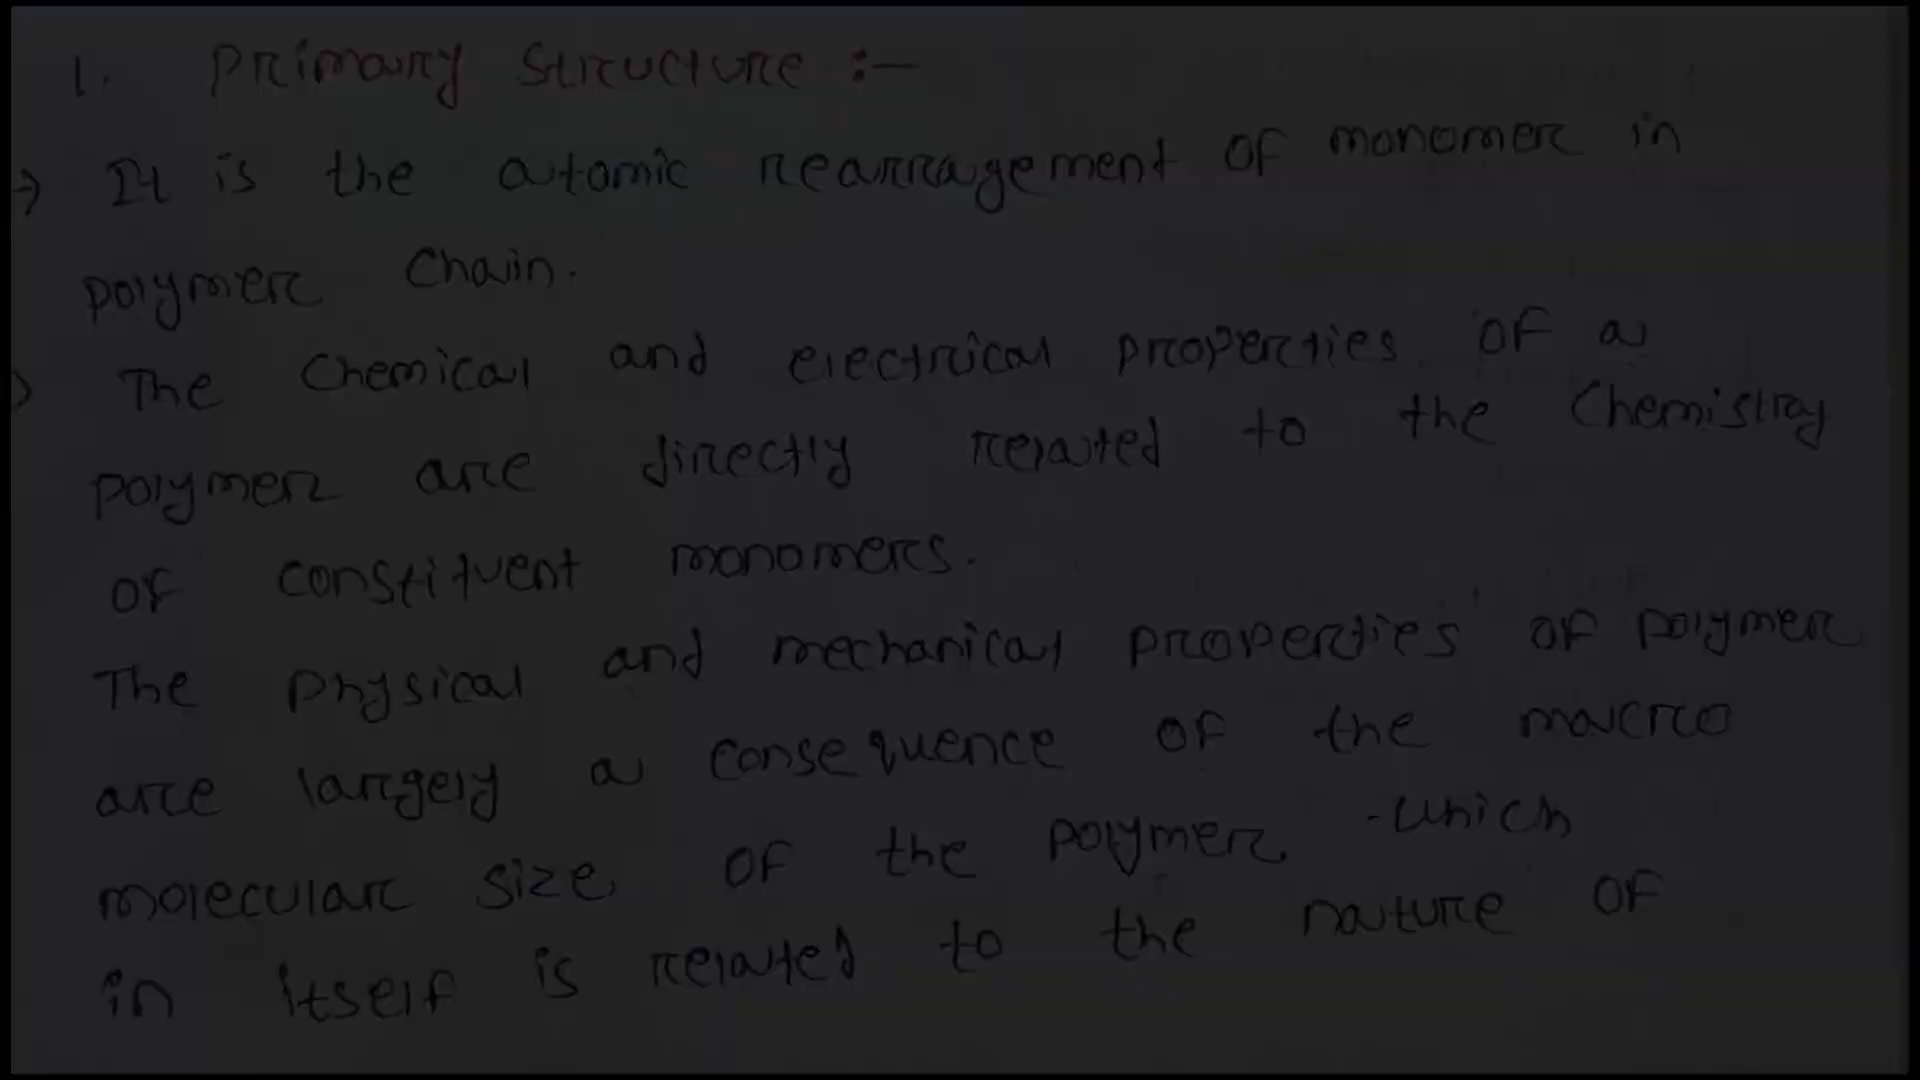 1. Primary Structure :-
→ It is the atomic rearragement of monomer in
polymer chain.
The chemical and electrical properties of a
polymer are directly related to the chemistry
of constituent monomers.
The physical and mechanical properties of polymer
are largely a consequence of the macro
molecular size of the polymer which
in itself is related to the nature of